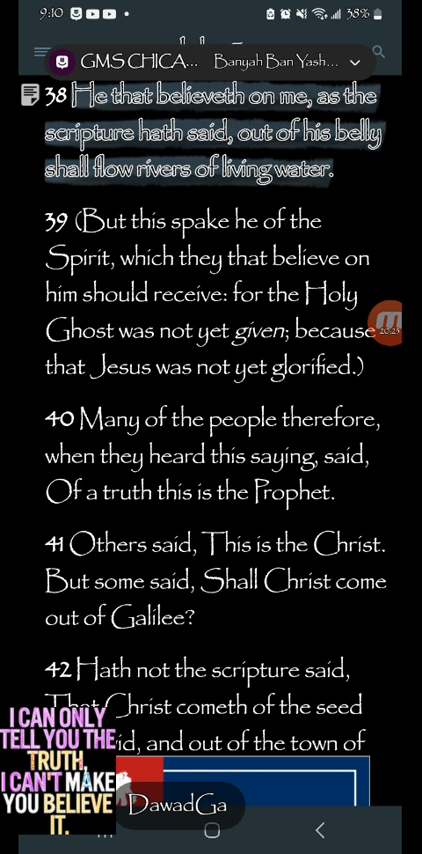 9:10 38%
GMS CHICA... Banyah Ban Yash...
38 He that believeth on me, as the
scripture hath said, out of his belly
shall flow rivers of living water.
39 (But this spake he of the
Spirit, which they that believe on
him should receive: for the Holy
Ghost was not yet given; because
20:25
that Jesus was not yet glorified.)
40 Many of the people therefore,
when they heard this saying, said,
Of a truth this is the Prophet.
41 Others said, This is the Christ.
But some said, Shall Christ come
out of Galilee?
42 Hath not the scripture said,
That Christ cometh of the seed
id, and out of the town of
I CAN ONLY
TELL YOU THE
TRUTH,
I CAN'T MAKE
YOU BELIEVE
IT.
DawadGa